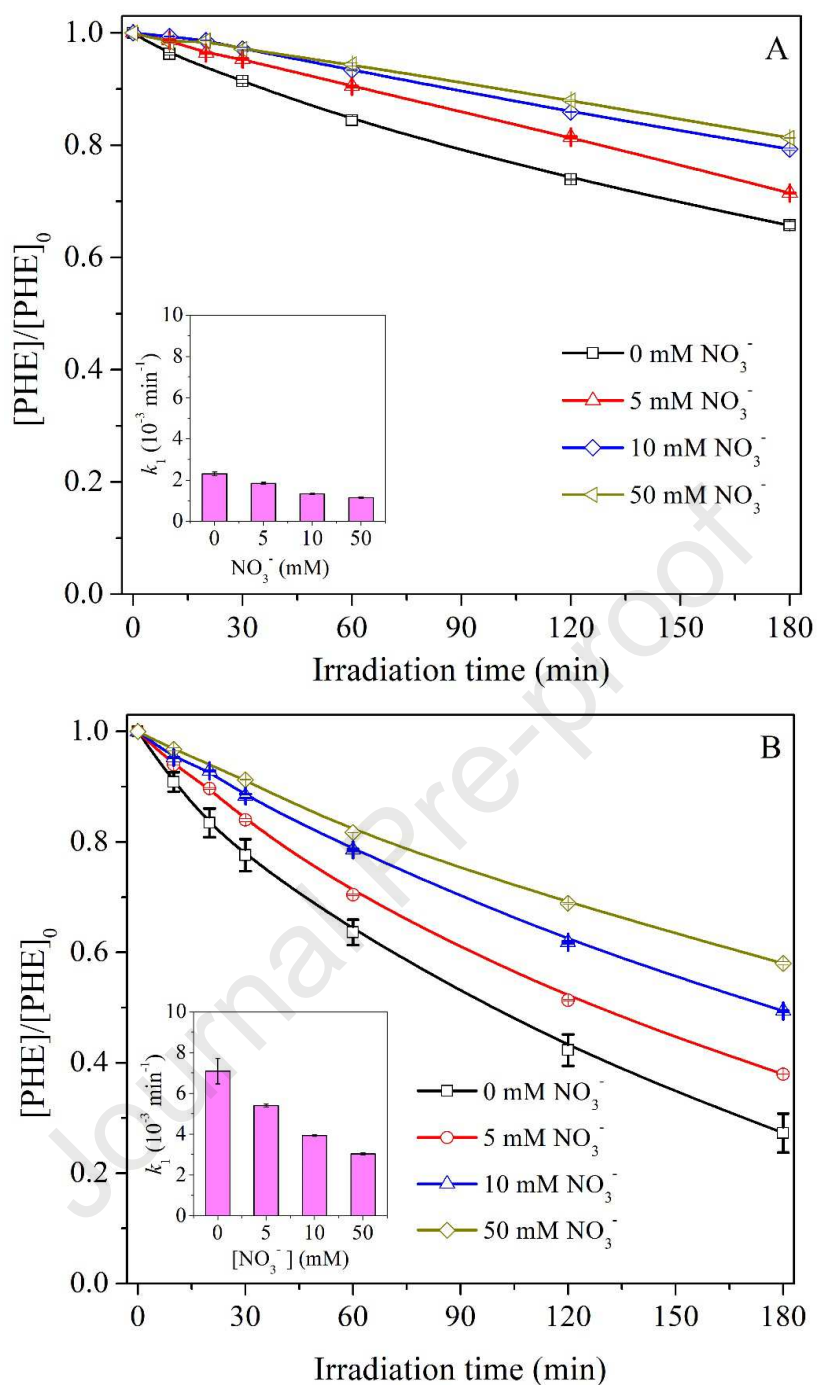 A
1.0
0.8
0.6
0.4
0.2
0.0
[PHE]/[PHE]₀
10
8
6
4
2
0
k₁ (10⁻³ min⁻¹)
0 5 10 50
NO₃⁻ (mM)
0 mM NO₃⁻
5 mM NO₃⁻
10 mM NO₃⁻
50 mM NO₃⁻
0 30 60 90 120 150 180
Irradiation time (min)
Journal Pre-proof
B
1.0
0.8
0.6
0.4
0.2
0.0
[PHE]/[PHE]₀
10
8
6
4
2
0
k₁ (10⁻³ min⁻¹)
0 5 10 50
[NO₃⁻] (mM)
0 mM NO₃⁻
5 mM NO₃⁻
10 mM NO₃⁻
50 mM NO₃⁻
0 30 60 90 120 150 180
Irradiation time (min)